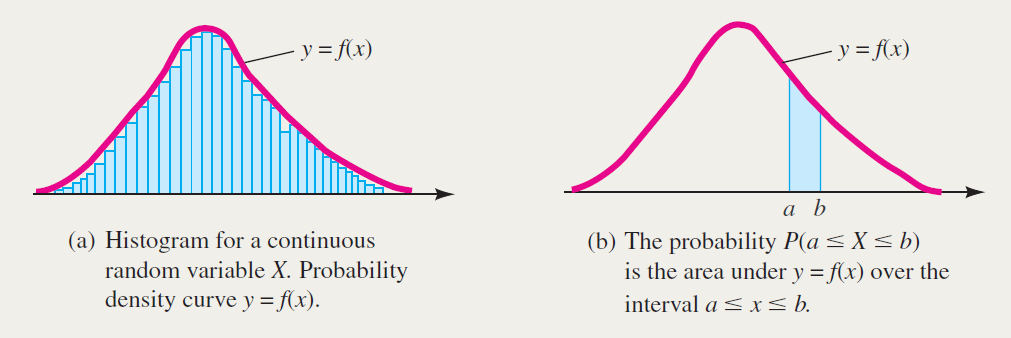 y = f(x)
(a) Histogram for a continuous
random variable X. Probability
density curve y = f(x).
y = f(x)
a b
(b) The probability P(a ≤ X ≤ b)
is the area under y = f(x) over the
interval a ≤ x ≤ b.